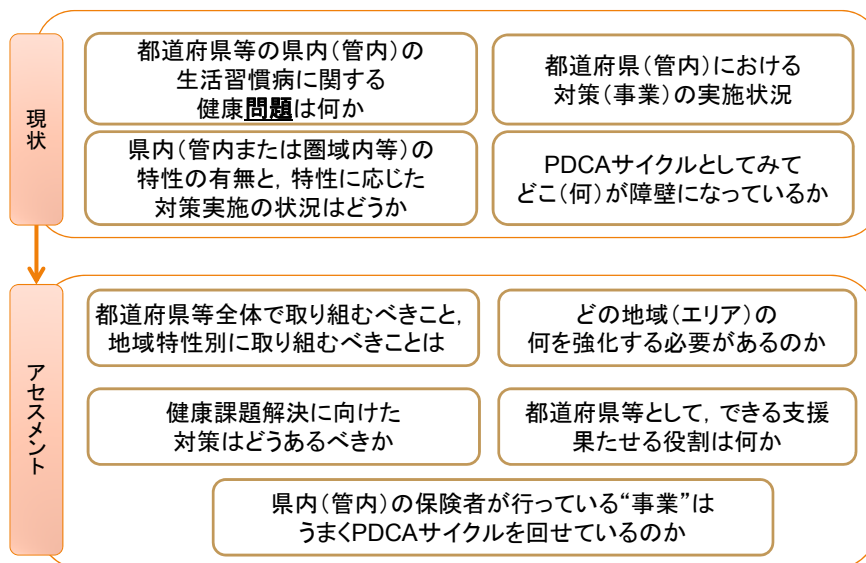 現状
都道府県等の県内（管内）の
生活習慣病に関する
健康問題は何か
都道府県（管内）における
対策（事業）の実施状況
県内（管内または圏域内等）の
特性の有無と，特性に応じた
対策実施の状況はどうか
PDCAサイクルとしてみて
どこ（何）が障壁になっているか
アセスメント
都道府県等全体で取り組むべきこと，
地域特性別に取り組むべきことは
どの地域（エリア）の
何を強化する必要があるのか
健康課題解決に向けた
対策はどうあるべきか
都道府県等として，できる支援
果たせる役割は何か
県内（管内）の保険者が行っている“事業”は
うまくPDCAサイクルを回せているのか